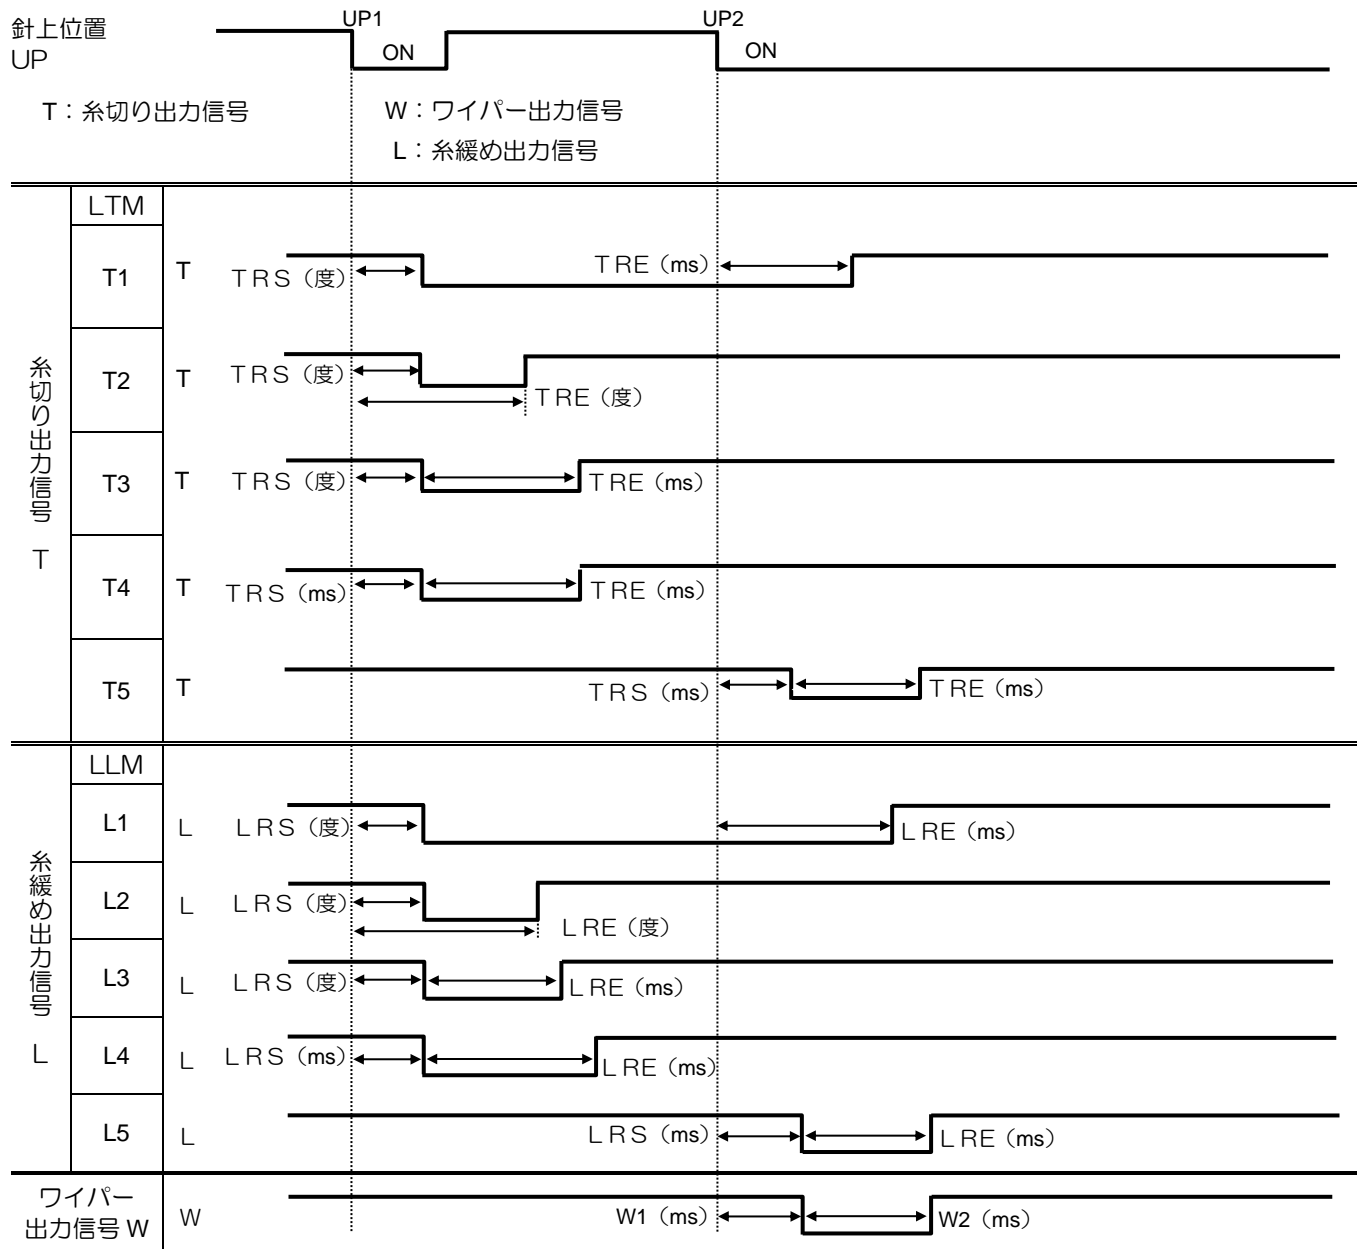 UP1
UP2
針上位置
UP
ON
ON
T：糸切り出力信号
W：ワイパー出力信号
L：糸緩め出力信号
糸切り出力信号 T
LTM
T1
T
TRS（度）
TRE（ms）
T2
T
TRS（度）
TRE（度）
T3
T
TRS（度）
TRE（ms）
T4
T
TRS（ms）
TRE（ms）
T5
T
TRS（ms）
TRE（ms）
糸緩め出力信号 L
LLM
L1
L
LRS（度）
LRE（ms）
L2
L
LRS（度）
LRE（度）
L3
L
LRS（度）
LRE（ms）
L4
L
LRS（ms）
LRE（ms）
L5
L
LRS（ms）
LRE（ms）
ワイパー
出力信号 W
W
W1（ms）
W2（ms）